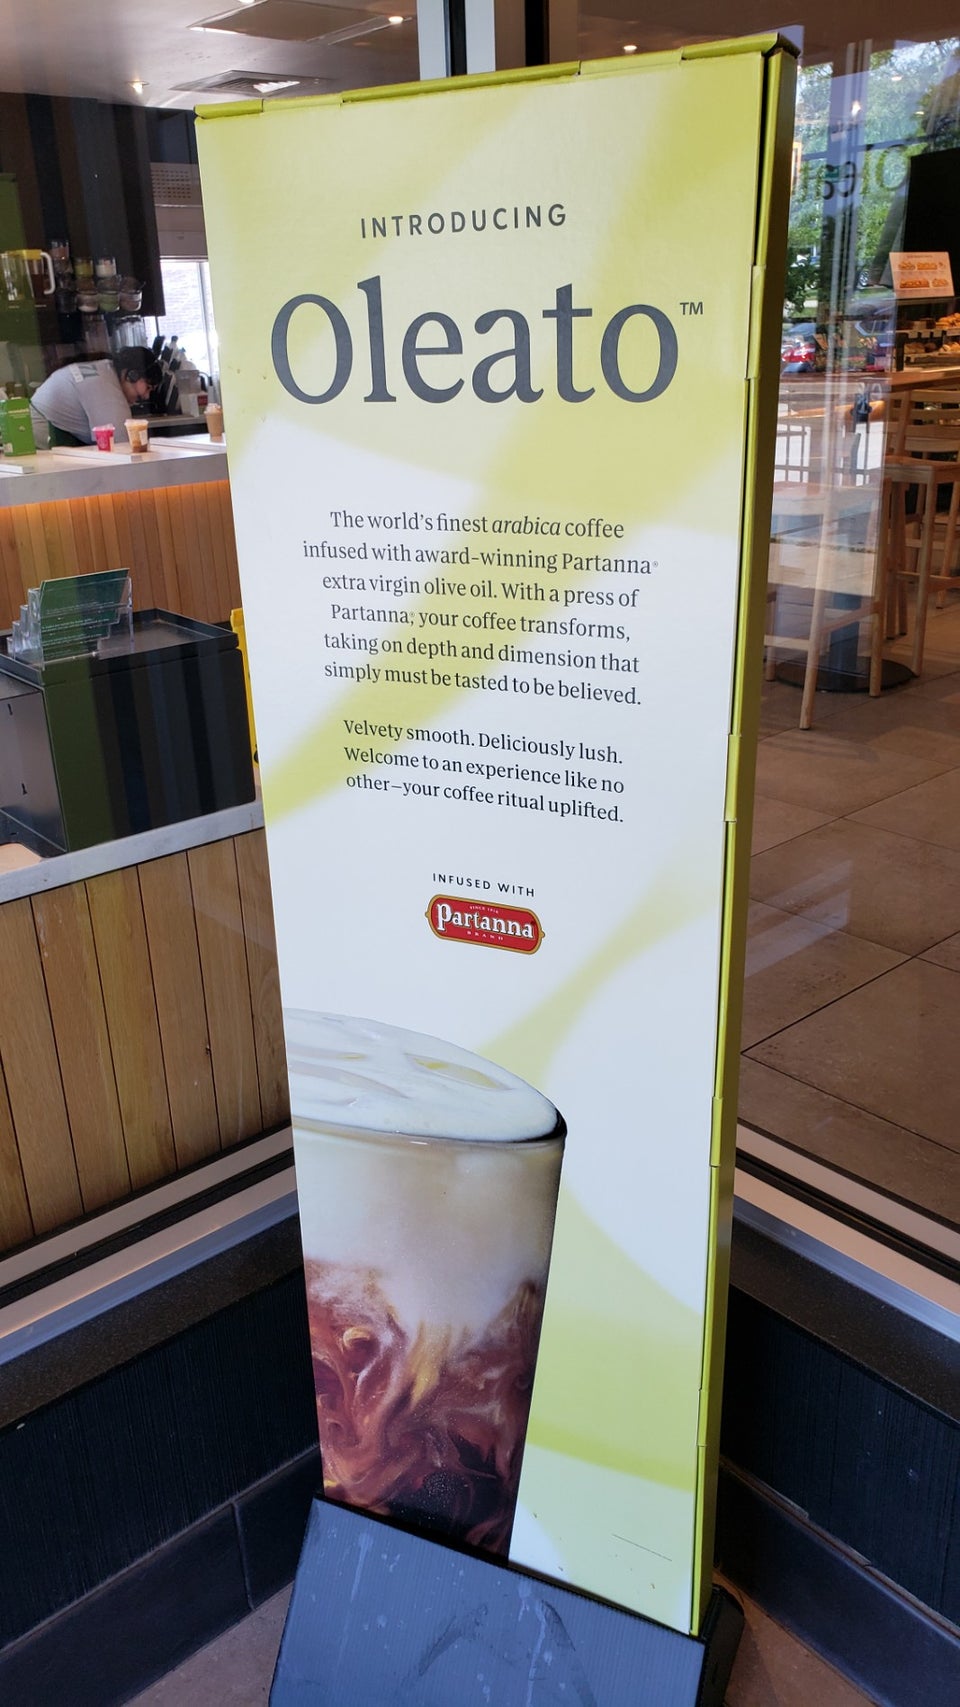 INTRODUCING
Oleato™
The world's finest arabica coffee
infused with award-winning Partanna®
extra virgin olive oil. With a press of
Partanna®, your coffee transforms,
taking on depth and dimension that
simply must be tasted to be believed.
Velvety smooth. Deliciously lush.
Welcome to an experience like no
other—your coffee ritual uplifted.
INFUSED WITH
Partanna
BRAND